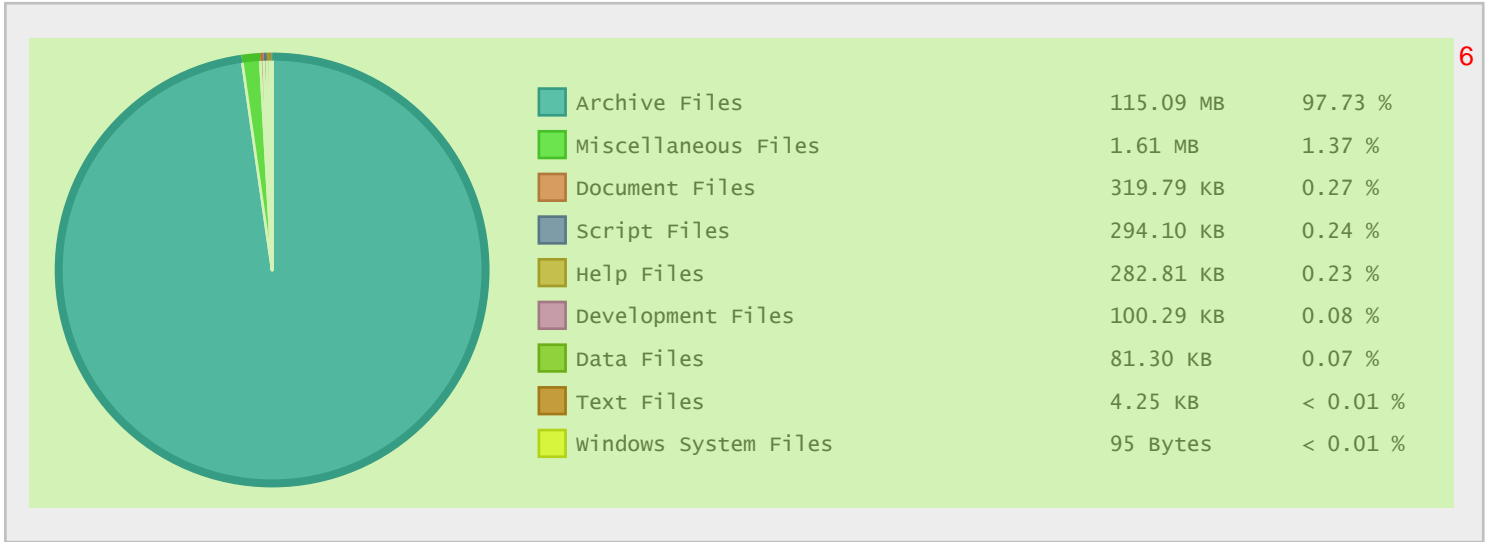 6
Archive Files 115.09 MB 97.73 %
Miscellaneous Files 1.61 MB 1.37 %
Document Files 319.79 KB 0.27 %
Script Files 294.10 KB 0.24 %
Help Files 282.81 KB 0.23 %
Development Files 100.29 KB 0.08 %
Data Files 81.30 KB 0.07 %
Text Files 4.25 KB < 0.01 %
Windows System Files 95 Bytes < 0.01 %